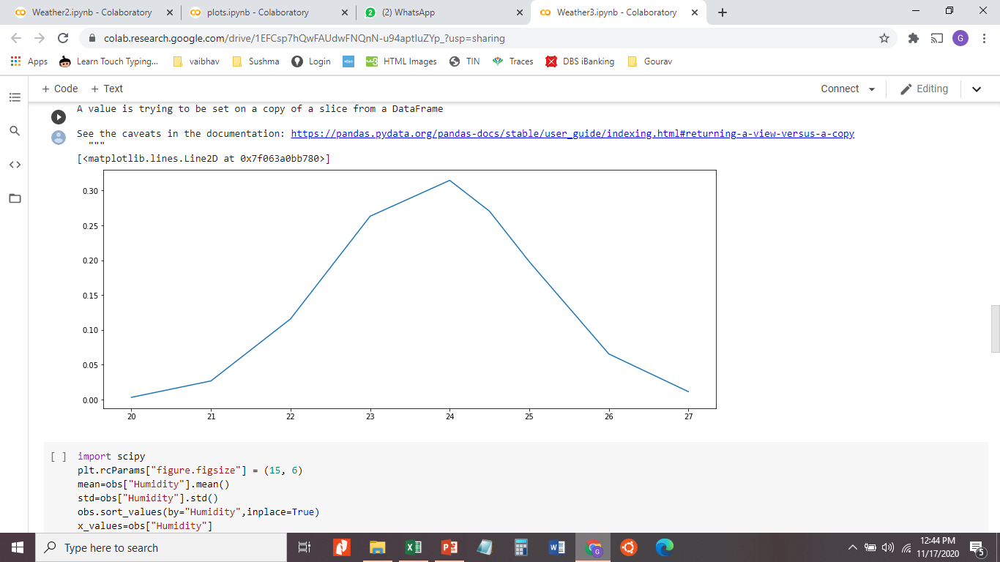 Weather2.ipynb - Colaboratory
plots.ipynb - Colaboratory
2
(2) WhatsApp
Weather3.ipynb - Colaboratory
colab.research.google.com/drive/1EFCsp7hQwFAUdwFNQnN-u94aptIuZYp_?usp=sharing
G
Apps
Learn Touch Typing...
vaibhav
Sushma
Login
HTML Images
TIN
Traces
DBS iBanking
Gourav
+ Code
+ Text
Connect
Editing
A value is trying to be set on a copy of a slice from a DataFrame
See the caveats in the documentation: https://pandas.pydata.org/pandas-docs/stable/user_guide/indexing.html#returning-a-view-versus-a-copy
"""
[<matplotlib.lines.Line2D at 0x7f063a0bb780>]
0.30
0.25
0.20
0.15
0.10
0.05
0.00
20 21 22 23 24 25 26 27
[ ] import scipy
plt.rcParams["figure.figsize"] = (15, 6)
mean=obs["Humidity"].mean()
std=obs["Humidity"].std()
obs.sort_values(by="Humidity",inplace=True)
x_values=obs["Humidity"]
Type here to search
12:44 PM
11/17/2020
5